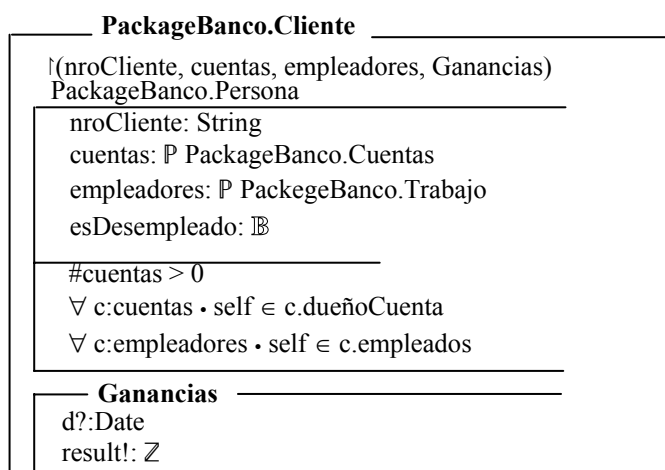 PackageBanco.Cliente
↾(nroCliente, cuentas, empleadores, Ganancias)
PackageBanco.Persona
nroCliente: String
cuentas: ℙ PackageBanco.Cuentas
empleadores: ℙ PackegeBanco.Trabajo
esDesempleado: 𝔹
#cuentas > 0
∀ c:cuentas • self ∈ c.dueñoCuenta
∀ c:empleadores • self ∈ c.empleados
Ganancias
d?:Date
result!: ℤ